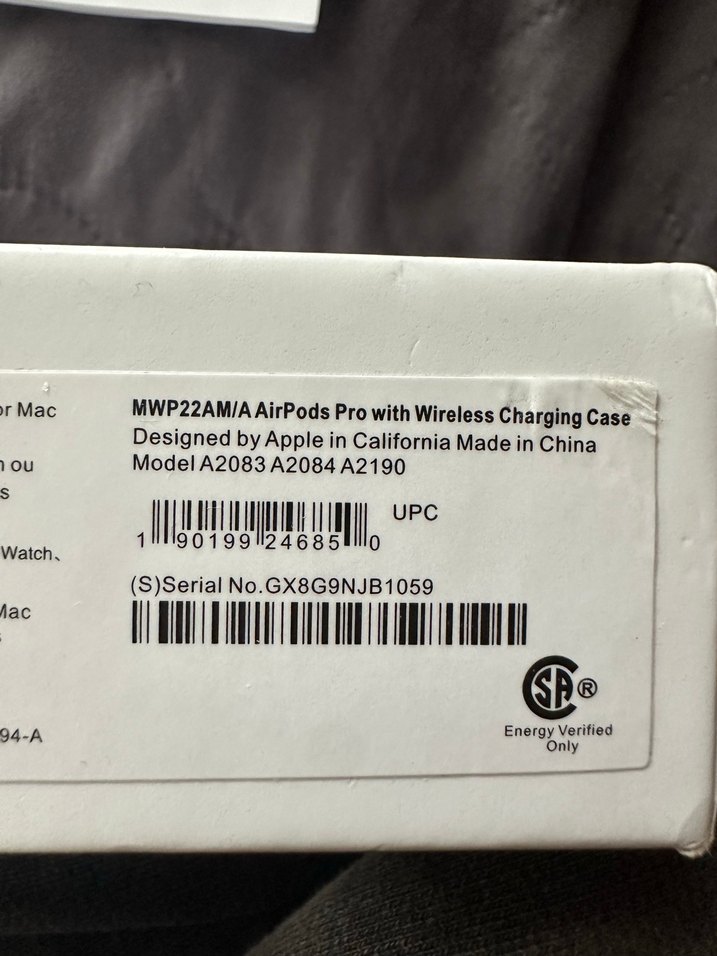 or Mac
n ou
s
Watch、
Mac
s
94-A
MWP22AM/A AirPods Pro with Wireless Charging Case
Designed by Apple in California Made in China
Model A2083 A2084 A2190
UPC
1 90199 24685 0
(S)Serial No.GX8G9NJB1059
SA®
Energy Verified
Only